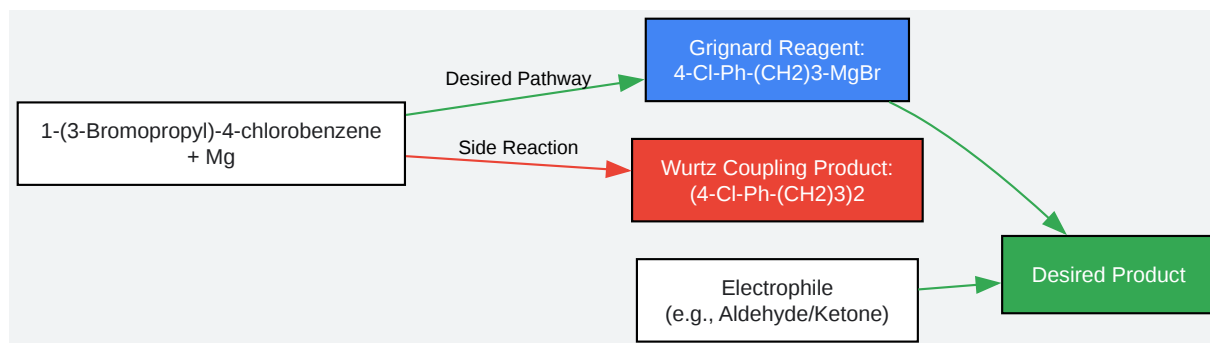 1-(3-Bromopropyl)-4-chlorobenzene
+ Mg
Desired Pathway
Side Reaction
Grignard Reagent:
4-Cl-Ph-(CH2)3-MgBr
Wurtz Coupling Product:
(4-Cl-Ph-(CH2)3)2
Electrophile
(e.g., Aldehyde/Ketone)
Desired Product